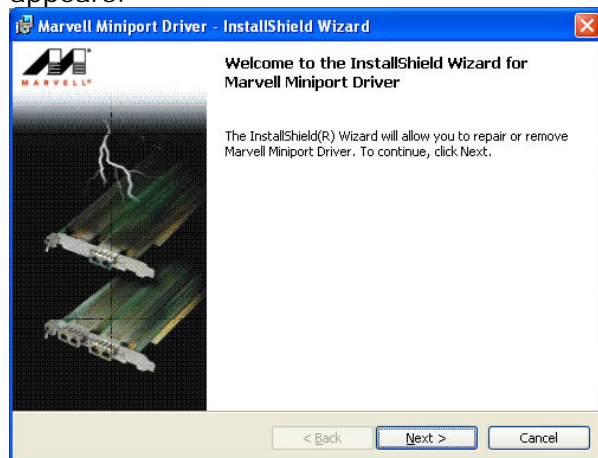 appears.
Marvell Miniport Driver - InstallShield Wizard
MARVELL®
Welcome to the InstallShield Wizard for
Marvell Miniport Driver
The InstallShield(R) Wizard will allow you to repair or remove
Marvell Miniport Driver. To continue, click Next.
< Back
Next >
Cancel